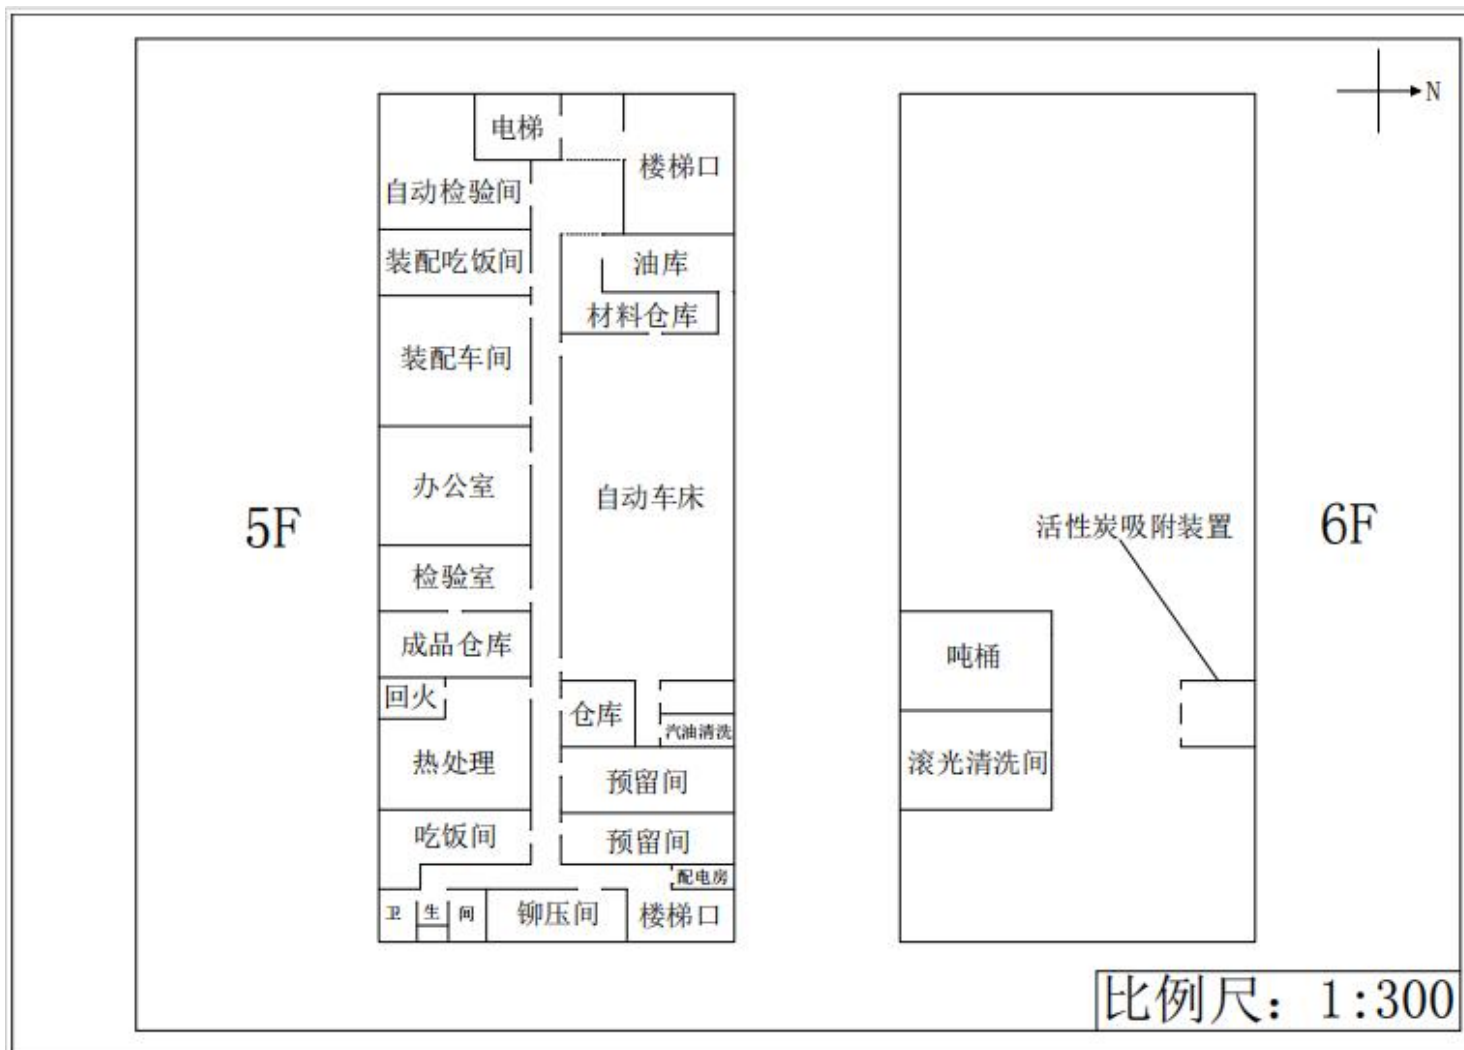 N
电梯
楼梯口
自动检验间
装配吃饭间
油库
材料仓库
装配车间
办公室
自动车床
5F
活性炭吸附装置
6F
检验室
成品仓库
吨桶
回火
仓库
汽油清洗
热处理
滚光清洗间
预留间
吃饭间
预留间
配电房
卫生间
铆压间
楼梯口
比例尺：1:300